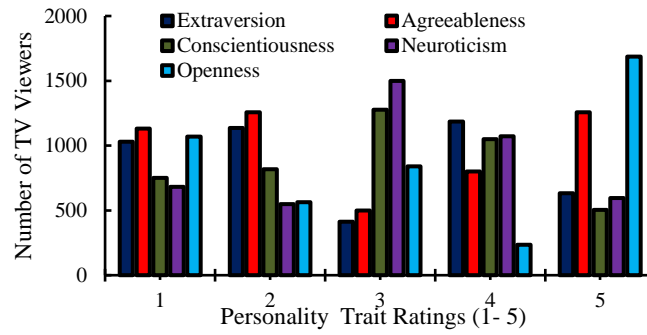 2000
1500
1000
500
0
Number of TV Viewers
Extraversion
Agreeableness
Conscientiousness
Neuroticism
Openness
1 2 3 4 5
Personality Trait Ratings (1- 5)